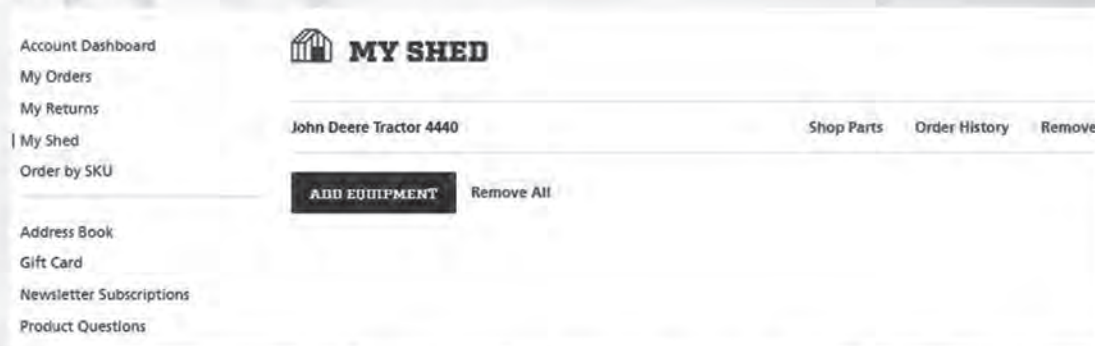 Account Dashboard
My Orders
My Returns
My Shed
Order by SKU
Address Book
Gift Card
Newsletter Subscriptions
Product Questions
MY SHED
John Deere Tractor 4440 Shop Parts Order History Remove
ADD EQUIPMENT Remove All